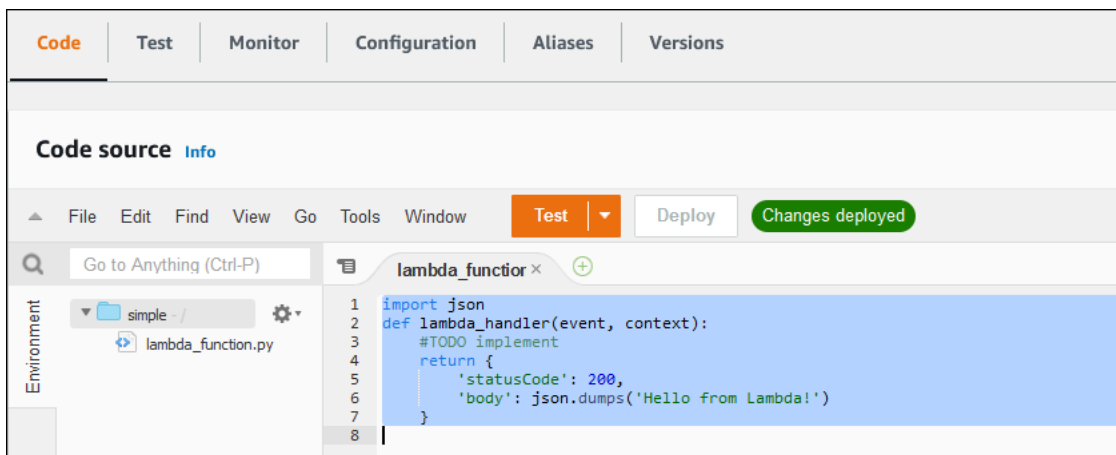 Code Test Monitor Configuration Aliases Versions
Code source Info
File Edit Find View Go Tools Window Test Deploy Changes deployed
Go to Anything (Ctrl-P) lambda_function
Environment
simple - /
lambda_function.py
1 import json
2 def lambda_handler(event, context):
3 #TODO implement
4 return {
5 'statusCode': 200,
6 'body': json.dumps('Hello from Lambda!')
7 }
8